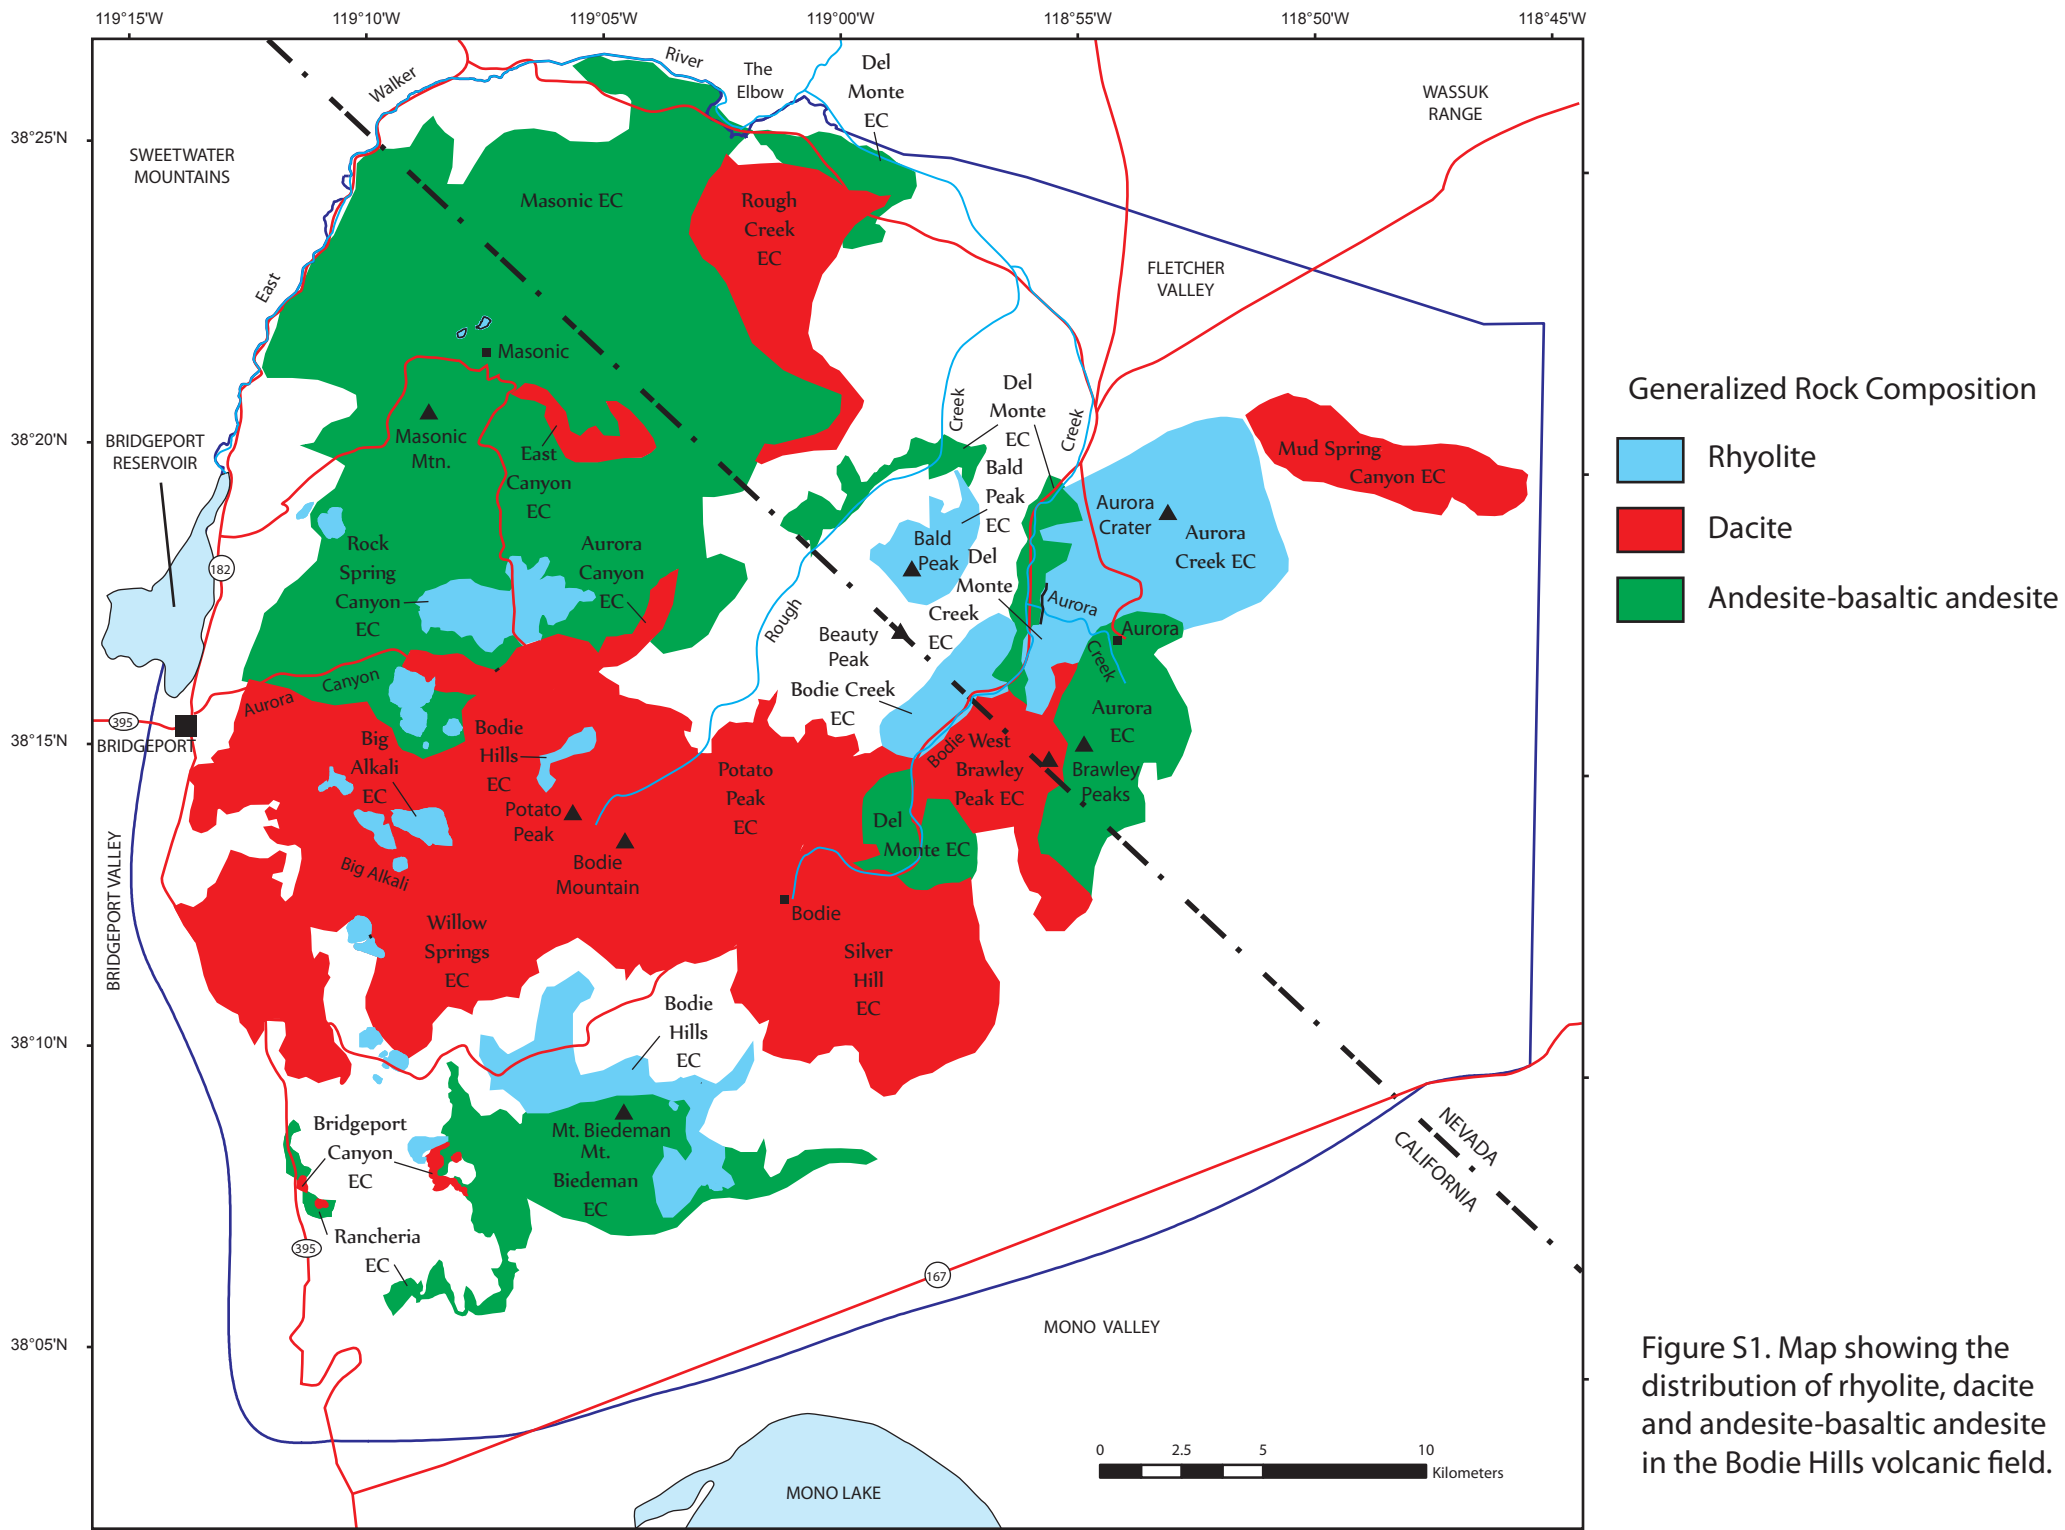 119°15'W
119°10'W
119°05'W
119°00'W
118°55'W
118°50'W
118°45'W
38°25'N
38°20'N
38°15'N
38°10'N
38°05'N
Walker
River
The
Elbow
Del
Monte
EC
WASSUK
RANGE
SWEETWATER
MOUNTAINS
Masonic EC
Rough
Creek
EC
East
FLETCHER
VALLEY
Masonic
Masonic
Mtn.
East
Canyon
EC
Creek
Del
Monte
EC
Creek
Mud Spring
Canyon EC
BRIDGEPORT
RESERVOIR
Bald
Peak
EC
Aurora
Crater
Aurora
Creek EC
Rock
Spring
Canyon
EC
Aurora
Canyon
EC
Bald
Peak
Del
Monte
Creek
EC
182
Rough
Beauty
Peak
Aurora
Creek
Aurora
Aurora
Canyon
Bodie Creek
EC
395
BRIDGEPORT
Big
Alkali
EC
Bodie
Hills
EC
Potato
Peak
EC
Bodie
West
Brawley
Peak EC
Aurora
EC
Brawley
Peaks
Potato
Peak
Bodie
Mountain
Del
Monte EC
Big Alkali
BRIDGEPORT VALLEY
Bodie
Willow
Springs
EC
Silver
Hill
EC
Bodie
Hills
EC
Bridgeport
Canyon
EC
Mt. Biedeman
Mt.
Biedeman
EC
NEVADA
CALIFORNIA
Rancheria
EC
395
167
MONO VALLEY
MONO LAKE
0
2.5
5
10
Kilometers
Generalized Rock Composition
Rhyolite
Dacite
Andesite-basaltic andesite
Figure S1. Map showing the
distribution of rhyolite, dacite
and andesite-basaltic andesite
in the Bodie Hills volcanic field.